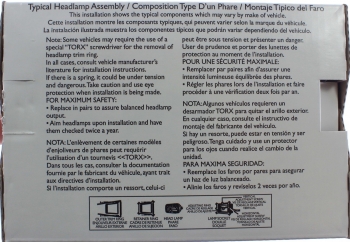 Typical Headlamp Assembly / Composition Type D'un Phare / Montaje Típico del Faro
This installation shows the typical components which may vary by make of vehicle.
Cette installation montre les composants typiques, qui peuvent varier selon la marque du véhicule.
La instalación ilustrada muestra los componentes típicos que podrán variar dependiendo del vehículo.
Note: Some vehicles may require the use of a
special "TORX" screwdriver for the removal of
headlamp trim ring.
In all cases, consult vehicle manufacturer's
literature for installation instructions.
If there is a spring, it could be under tension
and dangerous. Take caution and use eye
protection when installation is being made.
FOR MAXIMUM SAFETY:
• Replace in pairs to assure balanced headlamp
output.
• Aim headlamps upon installation and have
them checked twice a year.
NOTA: L'enlèvement de certaines modèles
d'enjoliveurs de phares peut requérir
l'utilisation d'un tournevis <<TORX>>.
Dans tous les cas, consulter la documentation
fournie par le fabricant du véhicule, ayant trait
aux directives d'installation.
Si l'installation comporte un ressort, celui-ci
peut être sous tension et présenter un danger.
User de prudence et porter des lunettes de
protection au moment de l'installation.
POUR UNE SÉCURITÉ MAXIMALE:
• Remplacer par paires afin d'assurer une
intensité lumineuse équilibrée des phares.
• Régler les phares lors de l'installation et faire
procéder à une vérification deux fois par an.
NOTA: Algunos vehículos requieren un
desarmador TORX para quitar el anillo exterior.
En cualquier caso, consulte el instructivo de
montaje del fabricante del vehículo.
Si hay un resorte, puede estar en tensión y ser
peligroso. Tenga cuidado y use un protector
para los ojos cuando realice el cambio de la
unidad.
PARA MAXIMA SEGURIDAD:
• Reemplace los faros por pares para asegurar
un haz de luz balanceado.
• Alinie los faros y revíselos 2 veces por año.
OUTER TRIM RING
RETAINER RING
HEAD LAMP
PHARE
FARO